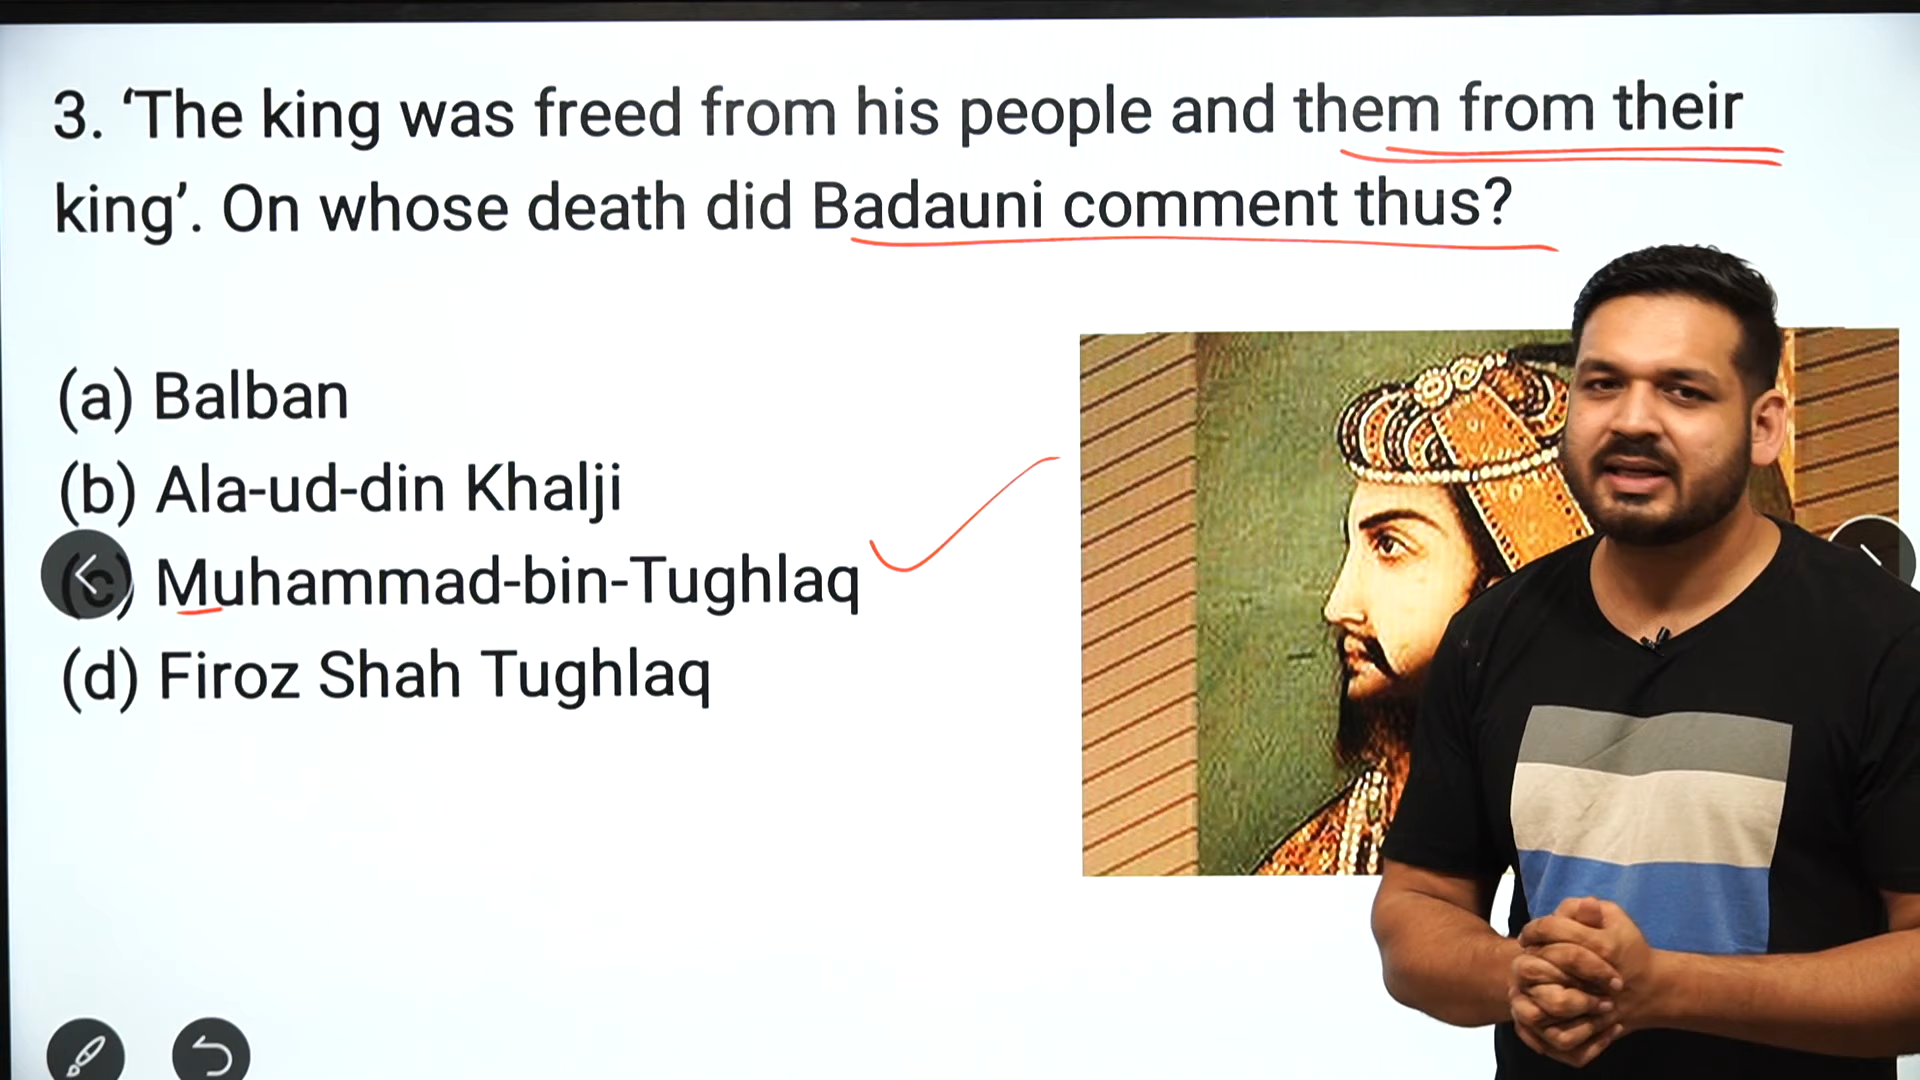 3. ‘The king was freed from his people and them from their
king’. On whose death did Badauni comment thus?
(a) Balban
(b) Ala-ud-din Khalji
(c) Muhammad-bin-Tughlaq
(d) Firoz Shah Tughlaq